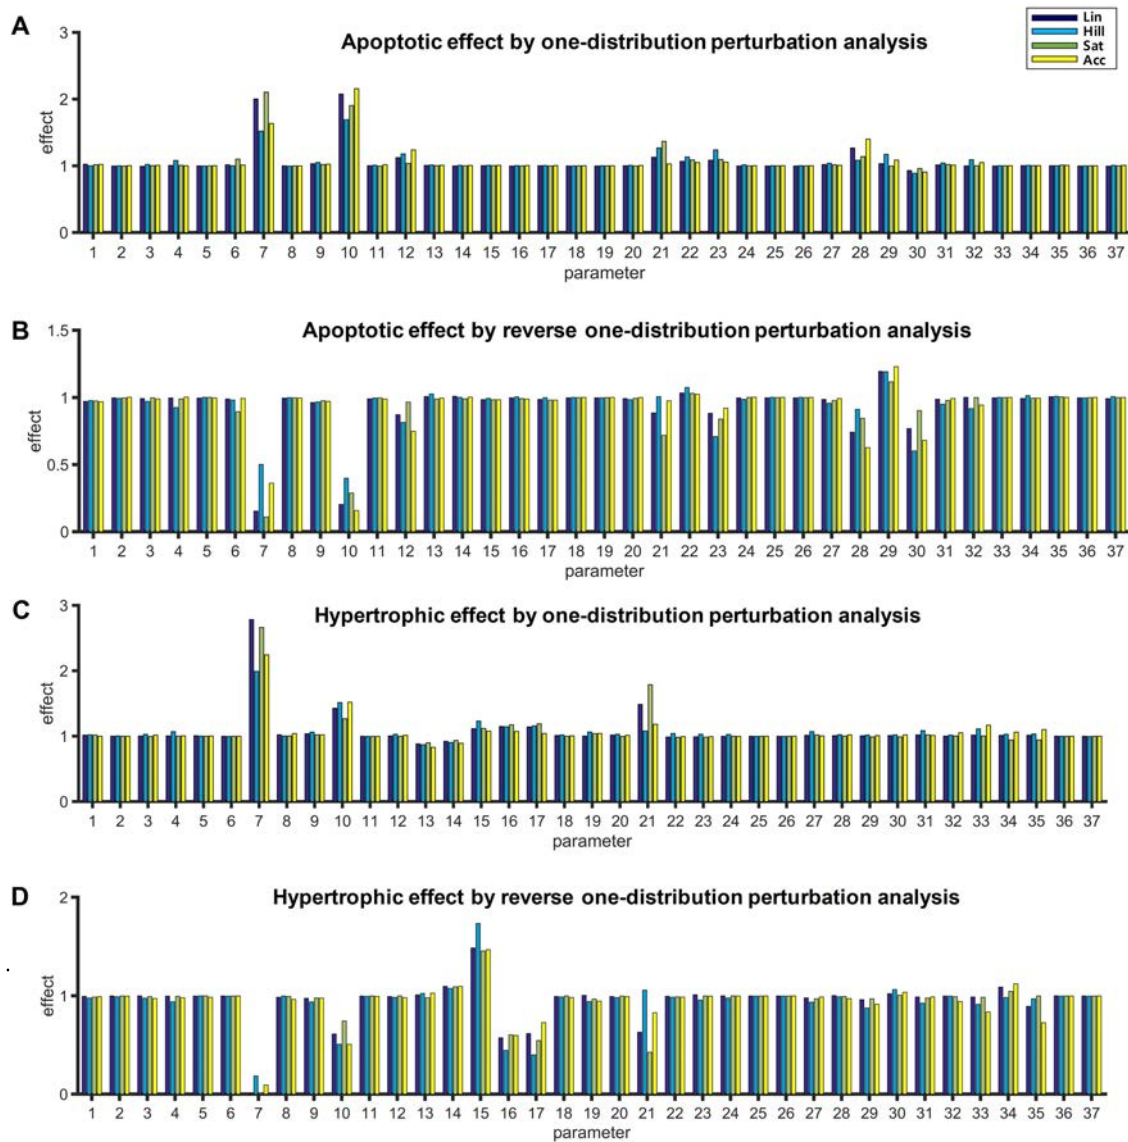 Lin
Hill
Sat
Acc
A
Apoptotic effect by one-distribution perturbation analysis
3
2
1
0
effect
1 2 3 4 5 6 7 8 9 10 11 12 13 14 15 16 17 18 19 20 21 22 23 24 25 26 27 28 29 30 31 32 33 34 35 36 37
parameter
B
Apoptotic effect by reverse one-distribution perturbation analysis
1.5
1
0.5
0
effect
1 2 3 4 5 6 7 8 9 10 11 12 13 14 15 16 17 18 19 20 21 22 23 24 25 26 27 28 29 30 31 32 33 34 35 36 37
parameter
C
Hypertrophic effect by one-distribution perturbation analysis
3
2
1
0
effect
1 2 3 4 5 6 7 8 9 10 11 12 13 14 15 16 17 18 19 20 21 22 23 24 25 26 27 28 29 30 31 32 33 34 35 36 37
parameter
D
Hypertrophic effect by reverse one-distribution perturbation analysis
2
1
0
effect
1 2 3 4 5 6 7 8 9 10 11 12 13 14 15 16 17 18 19 20 21 22 23 24 25 26 27 28 29 30 31 32 33 34 35 36 37
parameter